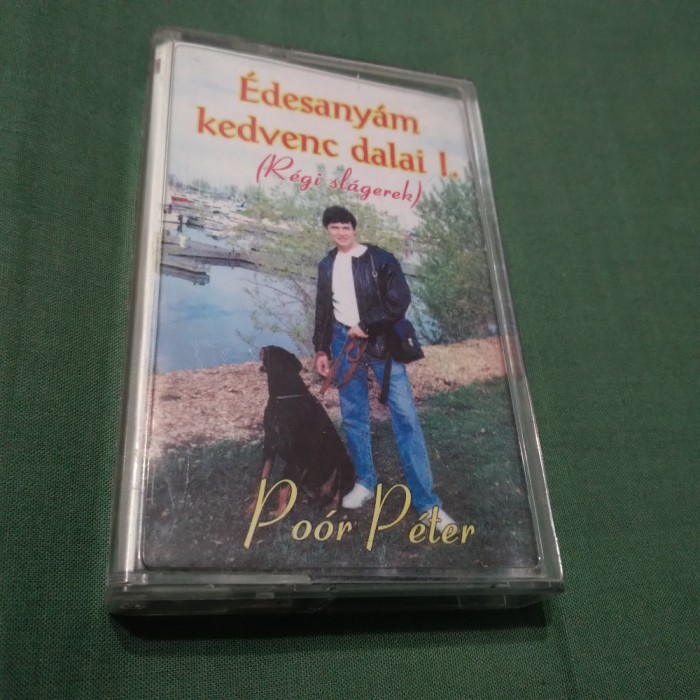 Édesanyám
kedvenc dalai I.
(Régi slágerek)
Poór Péter